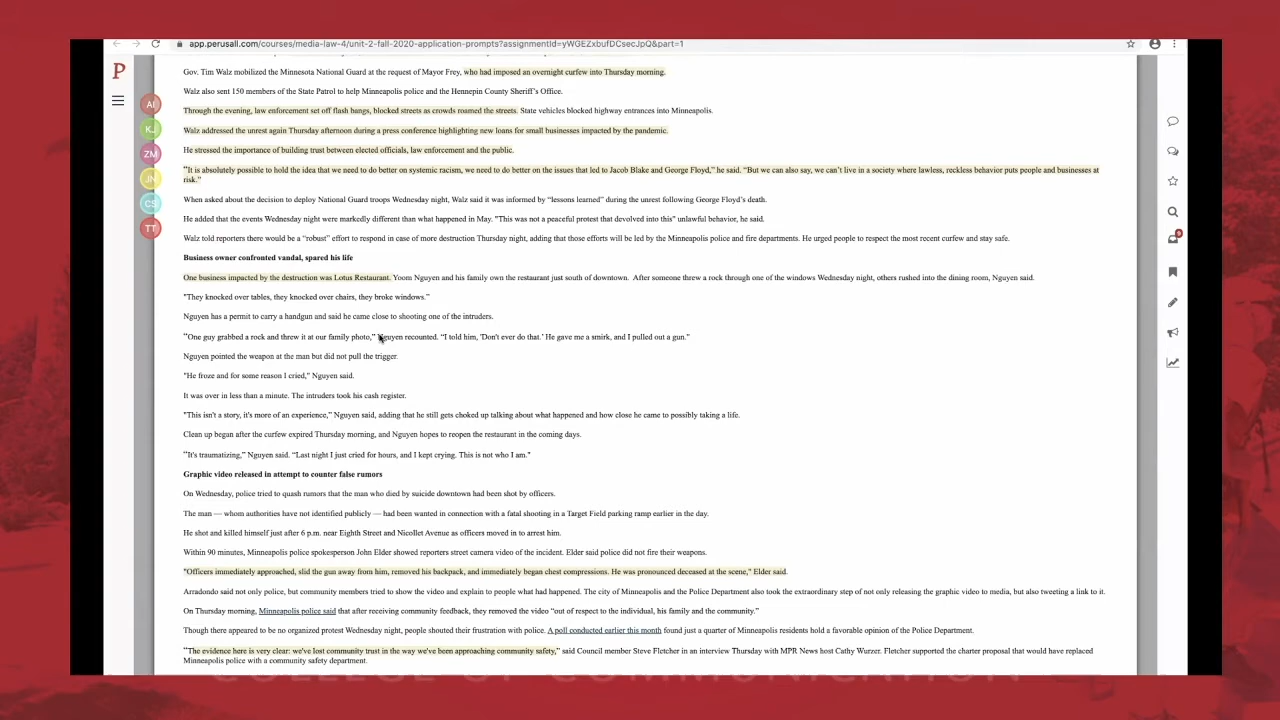 app.perusall.com/courses/media-law-4/unit-2-fall-2020-application-prompts?assignmentId=yWGEZxbufDCsecJpQ&part=1
P
Gov. Tim Walz mobilized the Minnesota National Guard at the request of Mayor Frey, who had imposed an overnight curfew into Thursday morning.
Walz also sent 150 members of the State Patrol to help Minneapolis police and the Hennepin County Sheriff's Office.
AI
Through the evening, law enforcement set off flash bangs, blocked streets as crowds roamed the streets. State vehicles blocked highway entrances into Minneapolis.
KJ
Walz addressed the unrest again Thursday afternoon during a press conference highlighting new loans for small businesses impacted by the pandemic.
ZM
He stressed the importance of building trust between elected officials, law enforcement and the public.
JN
"It is absolutely possible to hold the idea that we need to do better on systemic racism, we need to do better on the issues that led to Jacob Blake and George Floyd," he said. "But we can also say, we can't live in a society where lawless, reckless behavior puts people and businesses at
risk."
CS
When asked about the decision to deploy National Guard troops Wednesday night, Walz said it was informed by "lessons learned" during the unrest following George Floyd's death.
TT
He added that the events Wednesday night were markedly different than what happened in May. "This was not a peaceful protest that devolved into this" unlawful behavior, he said.
Walz told reporters there would be a "robust" effort to respond in case of more destruction Thursday night, adding that those efforts will be led by the Minneapolis police and fire departments. He urged people to respect the most recent curfew and stay safe.
Business owner confronted vandal, spared his life
One business impacted by the destruction was Lotus Restaurant. Yoom Nguyen and his family own the restaurant just south of downtown. After someone threw a rock through one of the windows Wednesday night, others rushed into the dining room, Nguyen said.
"They knocked over tables, they knocked over chairs, they broke windows."
Nguyen has a permit to carry a handgun and said he came close to shooting one of the intruders.
"One guy grabbed a rock and threw it at our family photo," Nguyen recounted. "I told him, 'Don't ever do that.' He gave me a smirk, and I pulled out a gun."
Nguyen pointed the weapon at the man but did not pull the trigger.
"He froze and for some reason I cried," Nguyen said.
It was over in less than a minute. The intruders took his cash register.
"This isn't a story, it's more of an experience," Nguyen said, adding that he still gets choked up talking about what happened and how close he came to possibly taking a life.
Clean up began after the curfew expired Thursday morning, and Nguyen hopes to reopen the restaurant in the coming days.
"It's traumatizing," Nguyen said. "Last night I just cried for hours, and I kept crying. This is not who I am."
Graphic video released in attempt to counter false rumors
On Wednesday, police tried to quash rumors that the man who died by suicide downtown had been shot by officers.
The man — whom authorities have not identified publicly — had been wanted in connection with a fatal shooting in a Target Field parking ramp earlier in the day.
He shot and killed himself just after 6 p.m. near Eighth Street and Nicollet Avenue as officers moved in to arrest him.
Within 90 minutes, Minneapolis police spokesperson John Elder showed reporters street camera video of the incident. Elder said police did not fire their weapons.
"Officers immediately approached, slid the gun away from him, removed his backpack, and immediately began chest compressions. He was pronounced deceased at the scene," Elder said.
Arradondo said not only police, but community members tried to show the video and explain to people what had happened. The city of Minneapolis and the Police Department also took the extraordinary step of not only releasing the graphic video to media, but also tweeting a link to it.
On Thursday morning, Minneapolis police said that after receiving community feedback, they removed the video "out of respect to the individual, his family and the community."
Though there appeared to be no organized protest Wednesday night, people shouted their frustration with police. A poll conducted earlier this month found just a quarter of Minneapolis residents hold a favorable opinion of the Police Department.
"The evidence here is very clear: we've lost community trust in the way we've been approaching community safety," said Council member Steve Fletcher in an interview Thursday with MPR News host Cathy Wurzer. Fletcher supported the charter proposal that would have replaced
Minneapolis police with a community safety department.